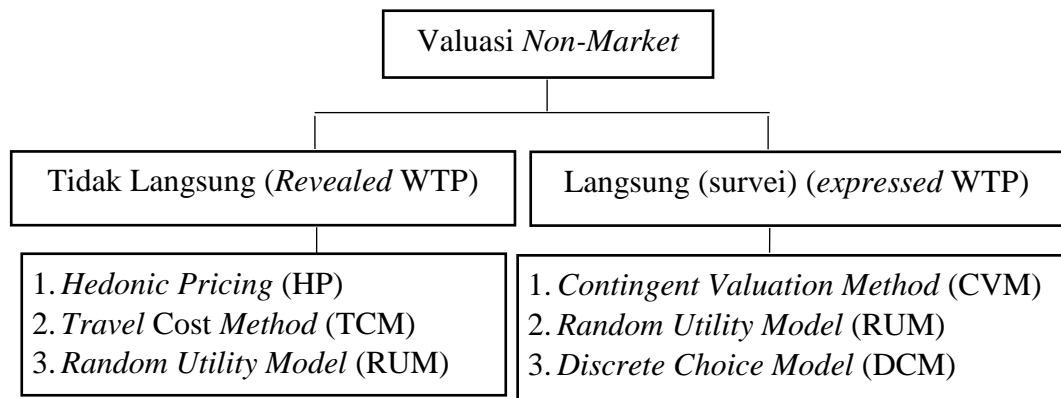 Valuasi Non-Market
Tidak Langsung (Revealed WTP)
Langsung (survei) (expressed WTP)
1. Hedonic Pricing (HP)
2. Travel Cost Method (TCM)
3. Random Utility Model (RUM)
1. Contingent Valuation Method (CVM)
2. Random Utility Model (RUM)
3. Discrete Choice Model (DCM)